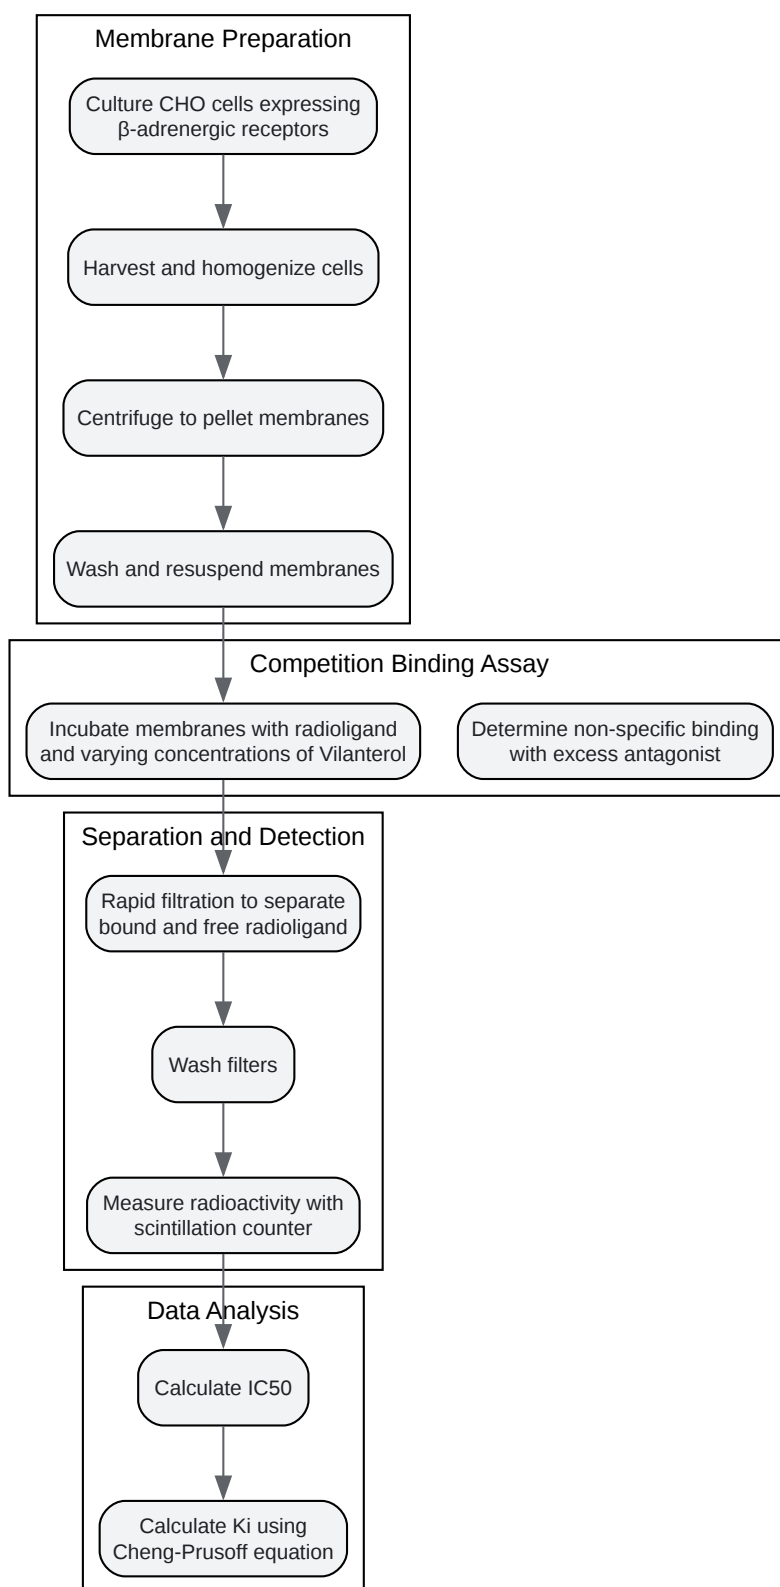 Membrane Preparation
Culture CHO cells expressing
β-adrenergic receptors
Harvest and homogenize cells
Centrifuge to pellet membranes
Wash and resuspend membranes
Competition Binding Assay
Incubate membranes with radioligand
and varying concentrations of Vilanterol
Determine non-specific binding
with excess antagonist
Separation and Detection
Rapid filtration to separate
bound and free radioligand
Wash filters
Measure radioactivity with
scintillation counter
Data Analysis
Calculate IC50
Calculate Ki using
Cheng-Prusoff equation